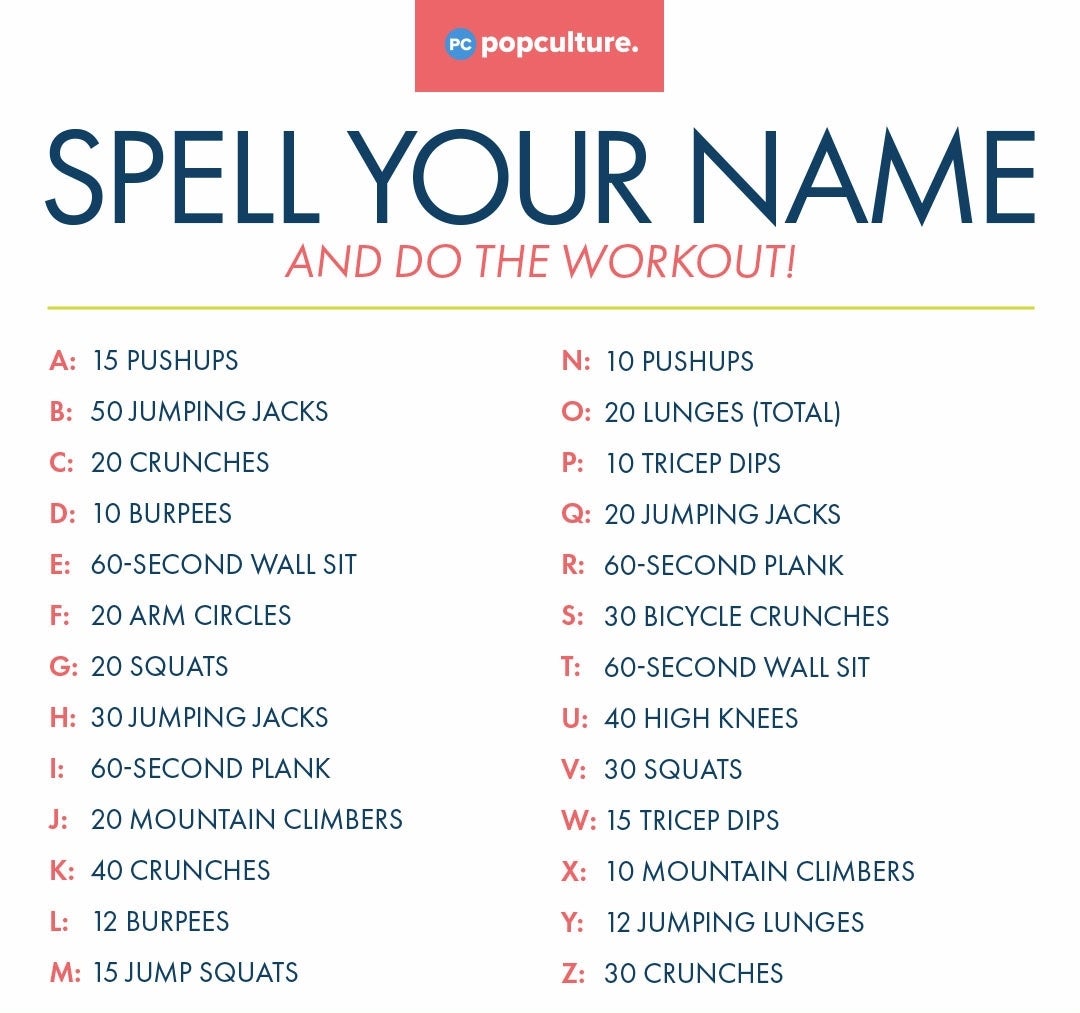 PC popculture.
SPELL YOUR NAME
AND DO THE WORKOUT!
A: 15 PUSHUPS
B: 50 JUMPING JACKS
C: 20 CRUNCHES
D: 10 BURPEES
E: 60-SECOND WALL SIT
F: 20 ARM CIRCLES
G: 20 SQUATS
H: 30 JUMPING JACKS
I: 60-SECOND PLANK
J: 20 MOUNTAIN CLIMBERS
K: 40 CRUNCHES
L: 12 BURPEES
M: 15 JUMP SQUATS
N: 10 PUSHUPS
O: 20 LUNGES (TOTAL)
P: 10 TRICEP DIPS
Q: 20 JUMPING JACKS
R: 60-SECOND PLANK
S: 30 BICYCLE CRUNCHES
T: 60-SECOND WALL SIT
U: 40 HIGH KNEES
V: 30 SQUATS
W: 15 TRICEP DIPS
X: 10 MOUNTAIN CLIMBERS
Y: 12 JUMPING LUNGES
Z: 30 CRUNCHES